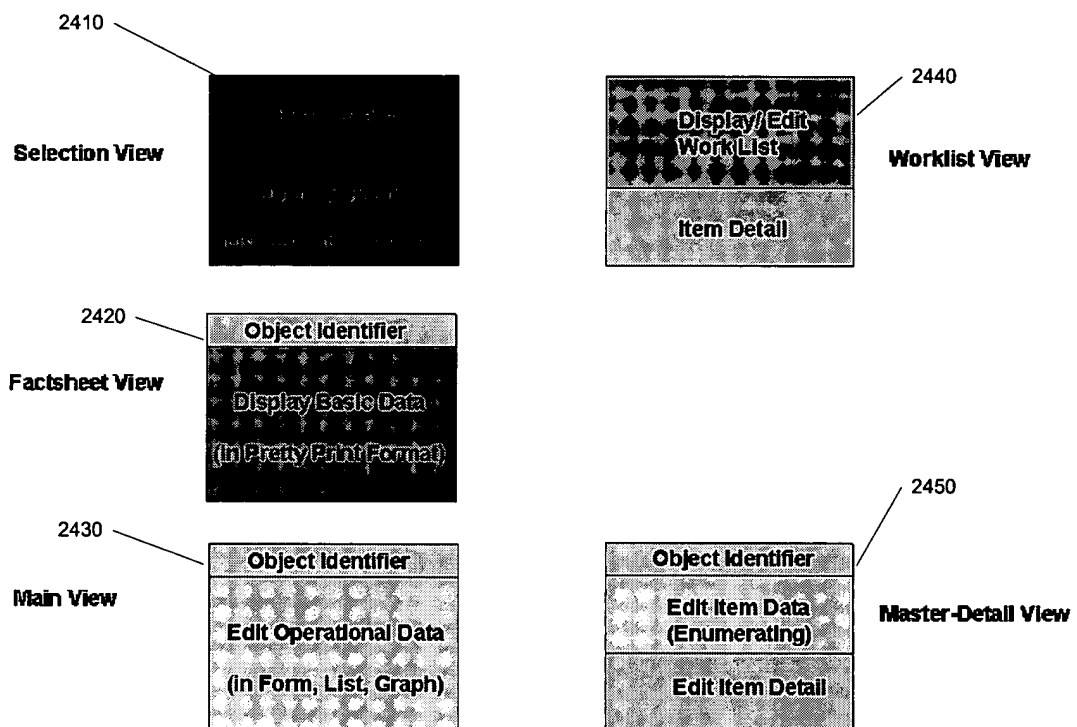 2410
Selection View
2440
Display/ Edit
Work List
Item Detail
Worklist View
2420
Object Identifier
Factsheet View
Display Basic Data
(in Pretty Print Format)
2430
Object Identifier
Main View
Edit Operational Data
(in Form, List, Graph)
2450
Object Identifier
Edit Item Data
(Enumerating)
Master-Detail View
Edit Item Detail